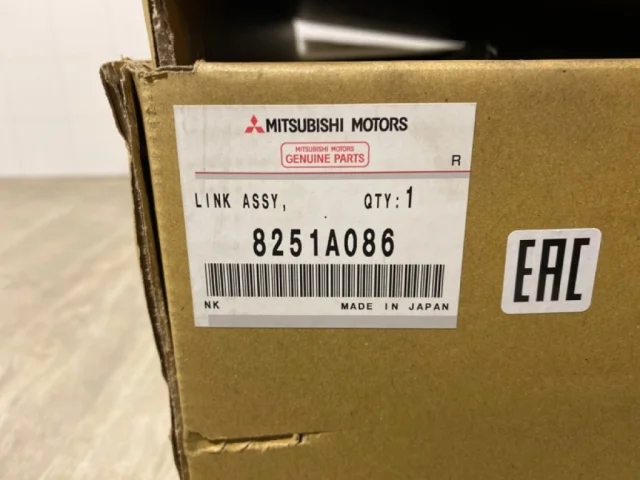 MITSUBISHI MOTORS
MITSUBISHI MOTORS
GENUINE PARTS
R
LINK ASSY, QTY:1
8251A086
NK MADE IN JAPAN
EAC